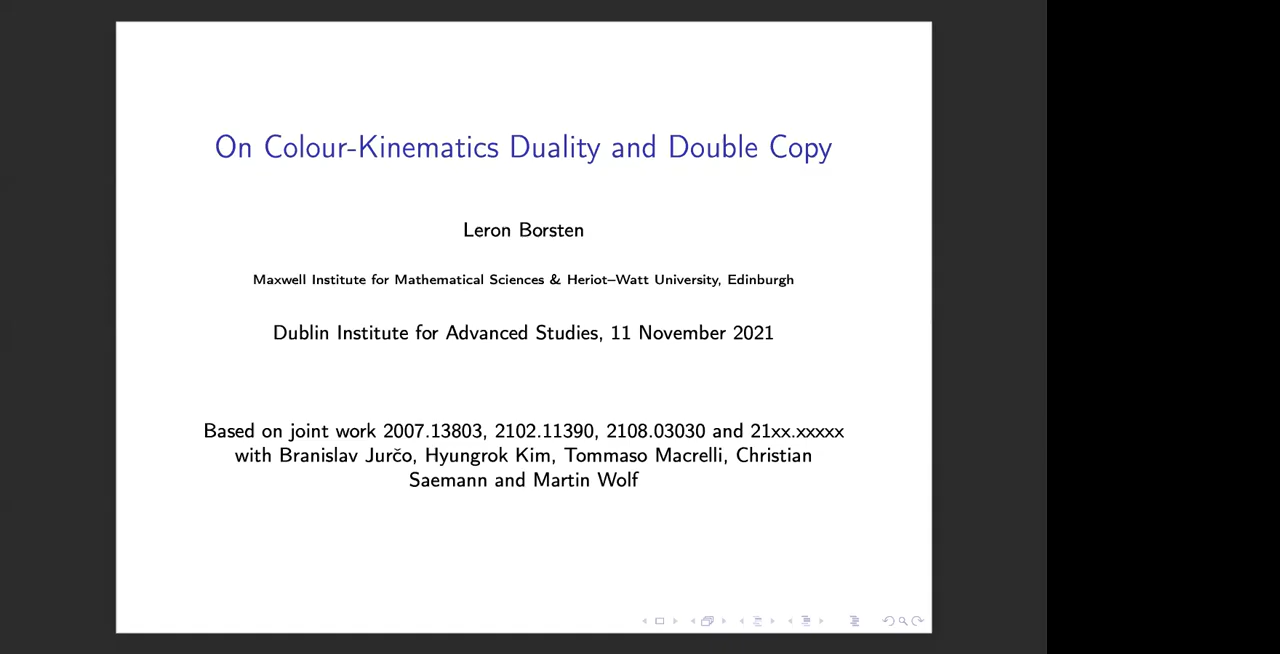 On Colour-Kinematics Duality and Double Copy
Leron Borsten
Maxwell Institute for Mathematical Sciences & Heriot–Watt University, Edinburgh
Dublin Institute for Advanced Studies, 11 November 2021
Based on joint work 2007.13803, 2102.11390, 2108.03030 and 21xx.xxxxx
with Branislav Jurčo, Hyungrok Kim, Tommaso Macrelli, Christian
Saemann and Martin Wolf